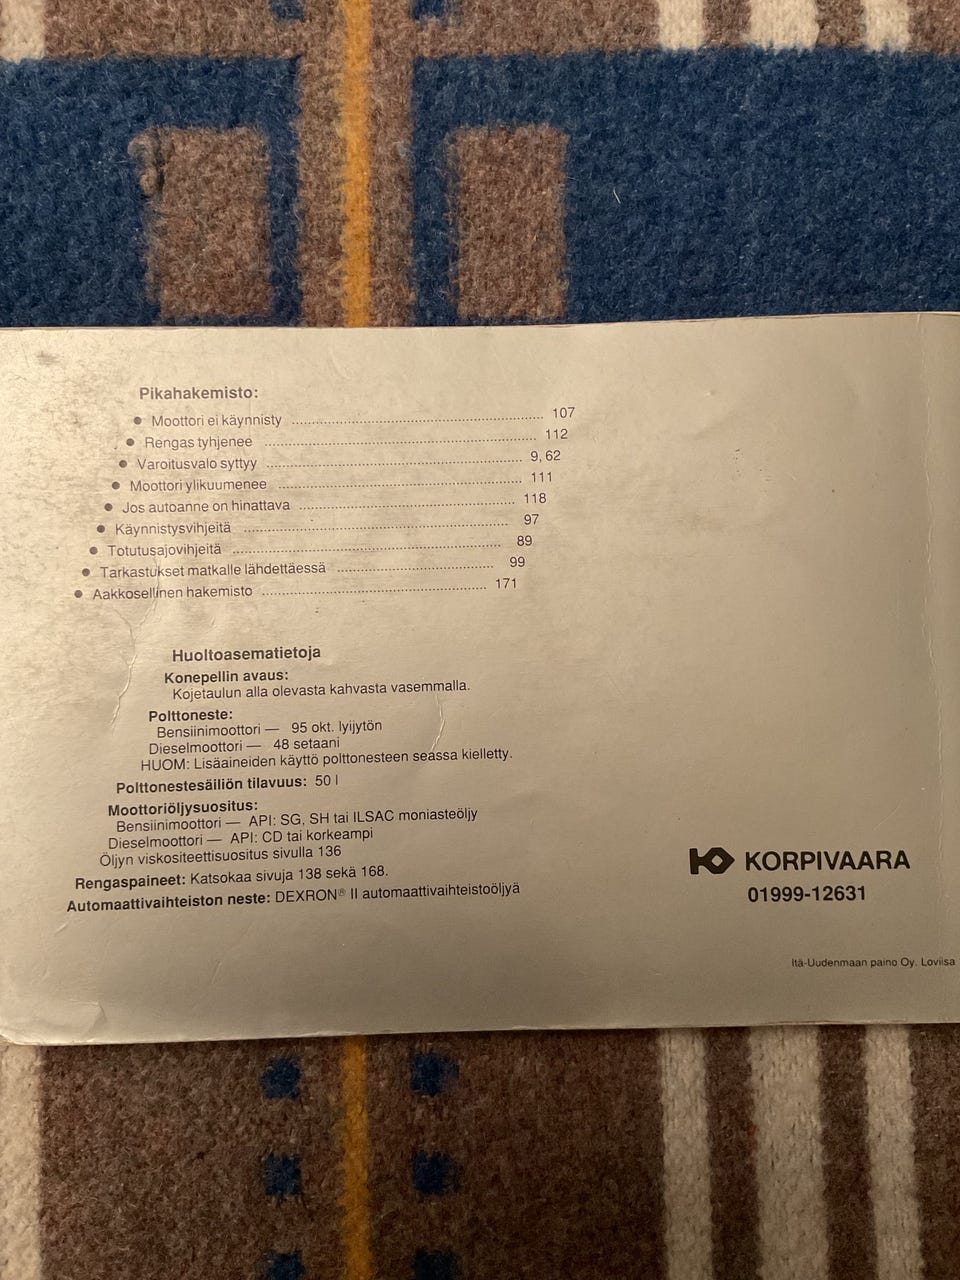 Pikahakemisto:
● Moottori ei käynnisty ........................ 107
● Rengas tyhjenee ........................ 112
● Varoitusvalo syttyy ........................ 9, 62
● Moottori ylikuumenee ........................ 111
● Jos autoanne on hinattava ........................ 118
● Käynnistysvihjeitä ........................ 97
● Totutusajovihjeitä ........................ 89
● Tarkastukset matkalle lähdettäessä ........................ 99
● Aakkosellinen hakemisto ........................ 171
Huoltoasematietoja
Konepellin avaus:
Kojetaulun alla olevasta kahvasta vasemmalla.
Polttoneste:
Bensiinimoottori — 95 okt. lyijytön
Dieselmoottori — 48 setaani
HUOM: Lisäaineiden käyttö polttonesteen seassa kielletty.
Polttonestesäiliön tilavuus: 50 l
Moottoriöljysuositus:
Bensiinimoottori — API: SG, SH tai ILSAC moniasteöljy
Dieselmoottori — API: CD tai korkeampi
Öljyn viskositeettisuositus sivulla 136
Rengaspaineet: Katsokaa sivuja 138 sekä 168.
Automaattivaihteiston neste: DEXRON® II automaattivaihteistoöljyä
KORPIVAARA
01999-12631
Itä-Uudenmaan paino Oy. Loviisa